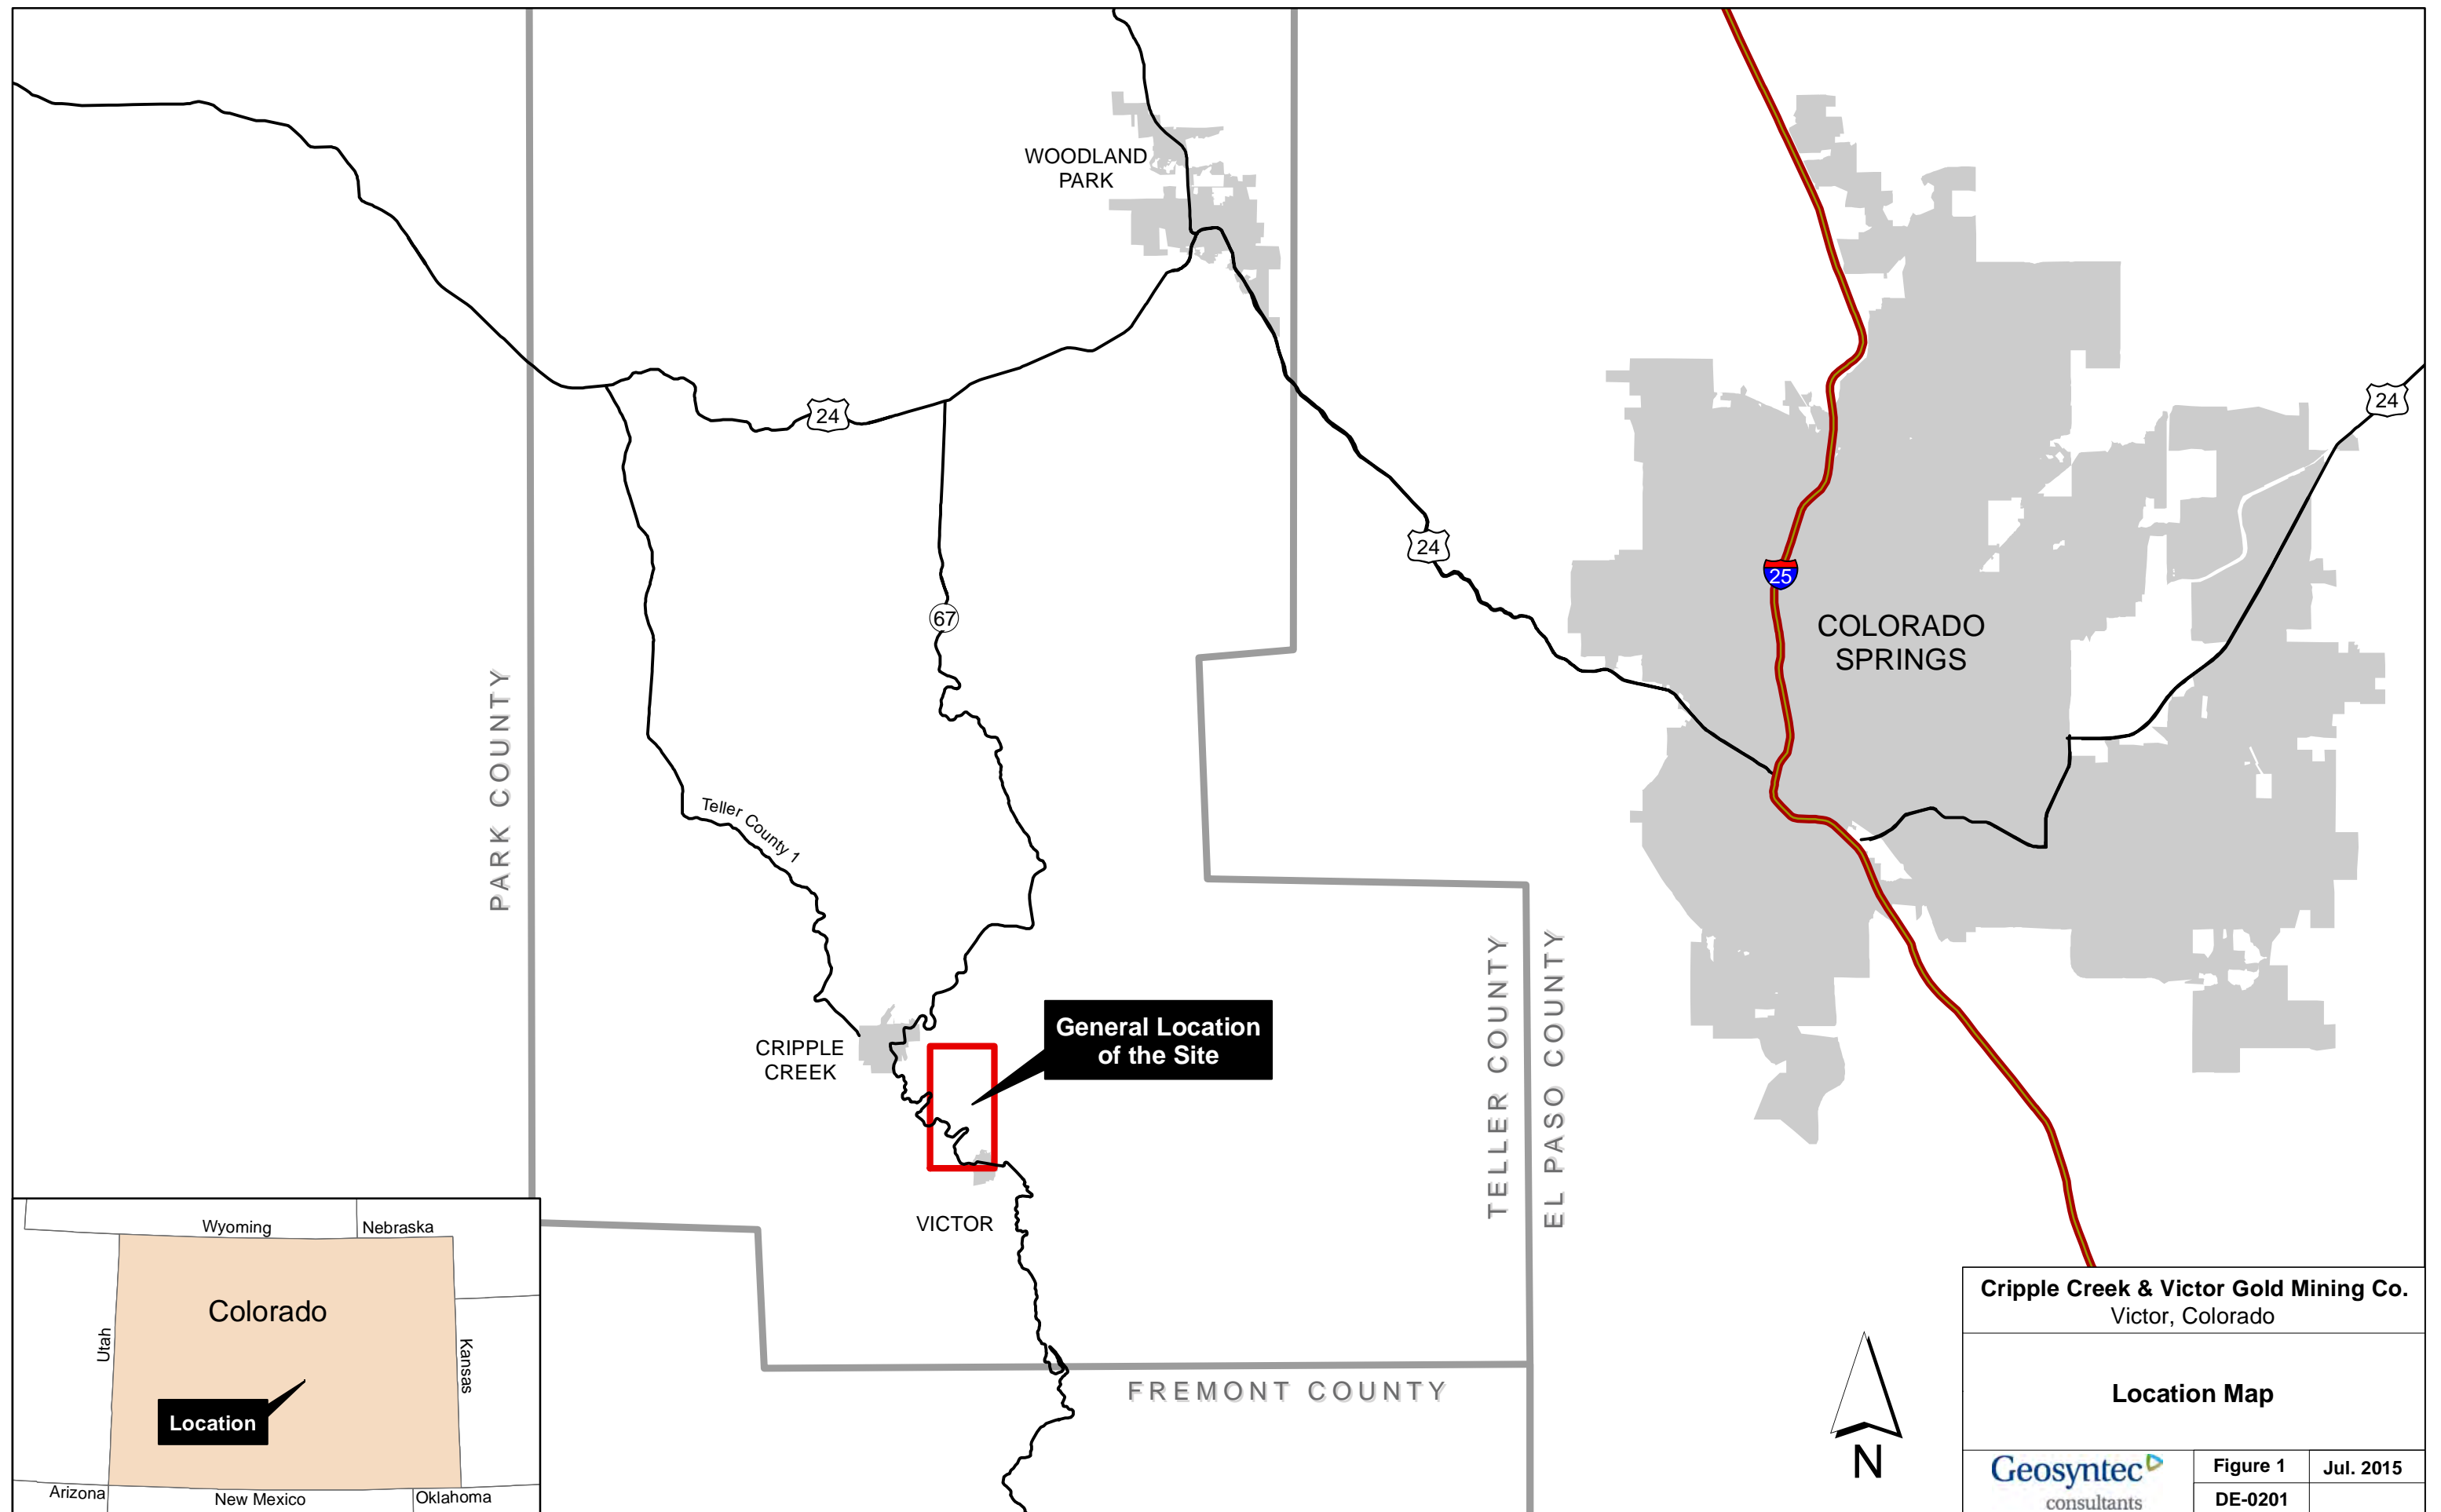 WOODLAND
PARK
24
24
24
67
25
COLORADO
SPRINGS
PARK COUNTY
Teller County 1
TELLER COUNTY
EL PASO COUNTY
General Location
of the Site
CRIPPLE
CREEK
VICTOR
FREMONT COUNTY
Wyoming
Nebraska
Colorado
Utah
Kansas
Location
Arizona
New Mexico
Oklahoma
N
Cripple Creek & Victor Gold Mining Co.
Victor, Colorado
Location Map
Geosyntec
consultants
Figure 1
Jul. 2015
DE-0201